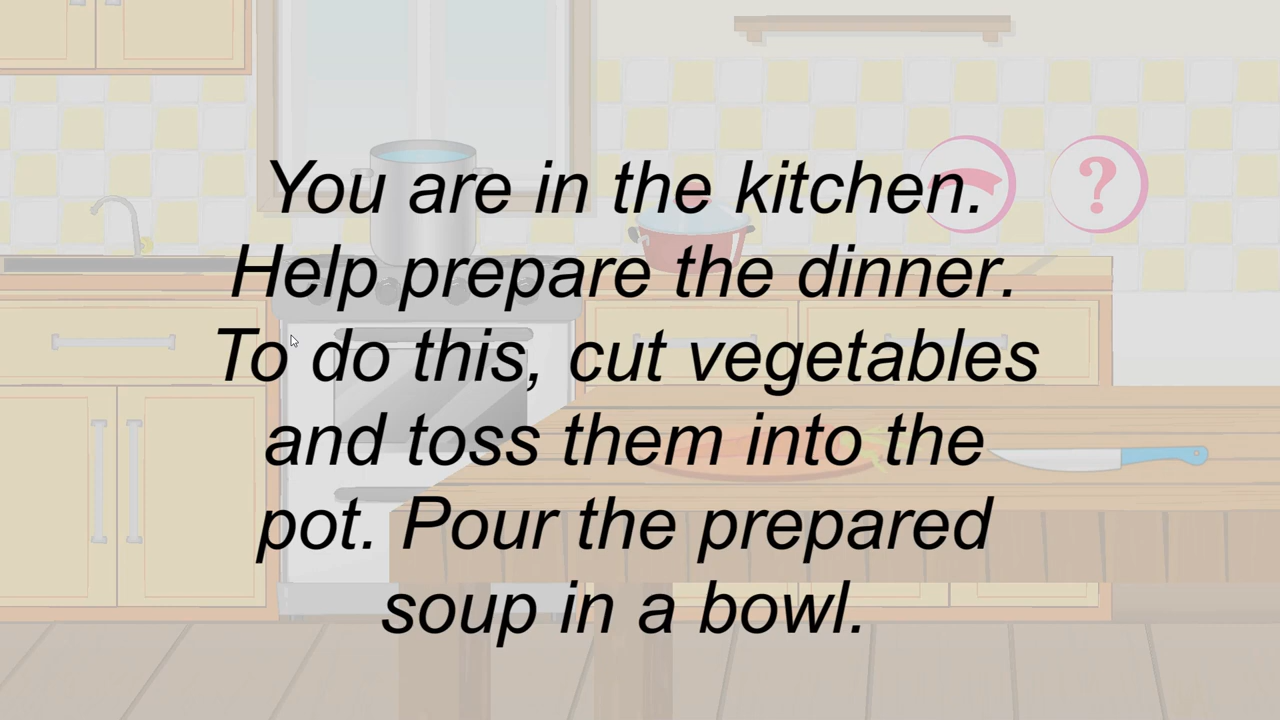 You are in the kitchen.
Help prepare the dinner.
To do this, cut vegetables
and toss them into the
pot. Pour the prepared
soup in a bowl.
?